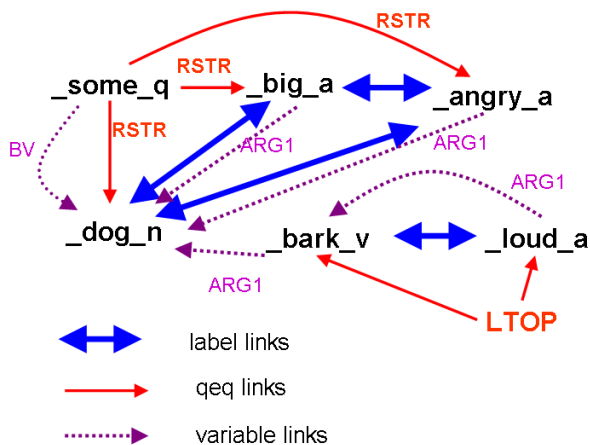 RSTR
_some_q
RSTR
_big_a
_angry_a
RSTR
BV
ARG1
ARG1
ARG1
_dog_n
_bark_v
_loud_a
ARG1
LTOP
label links
qeq links
variable links